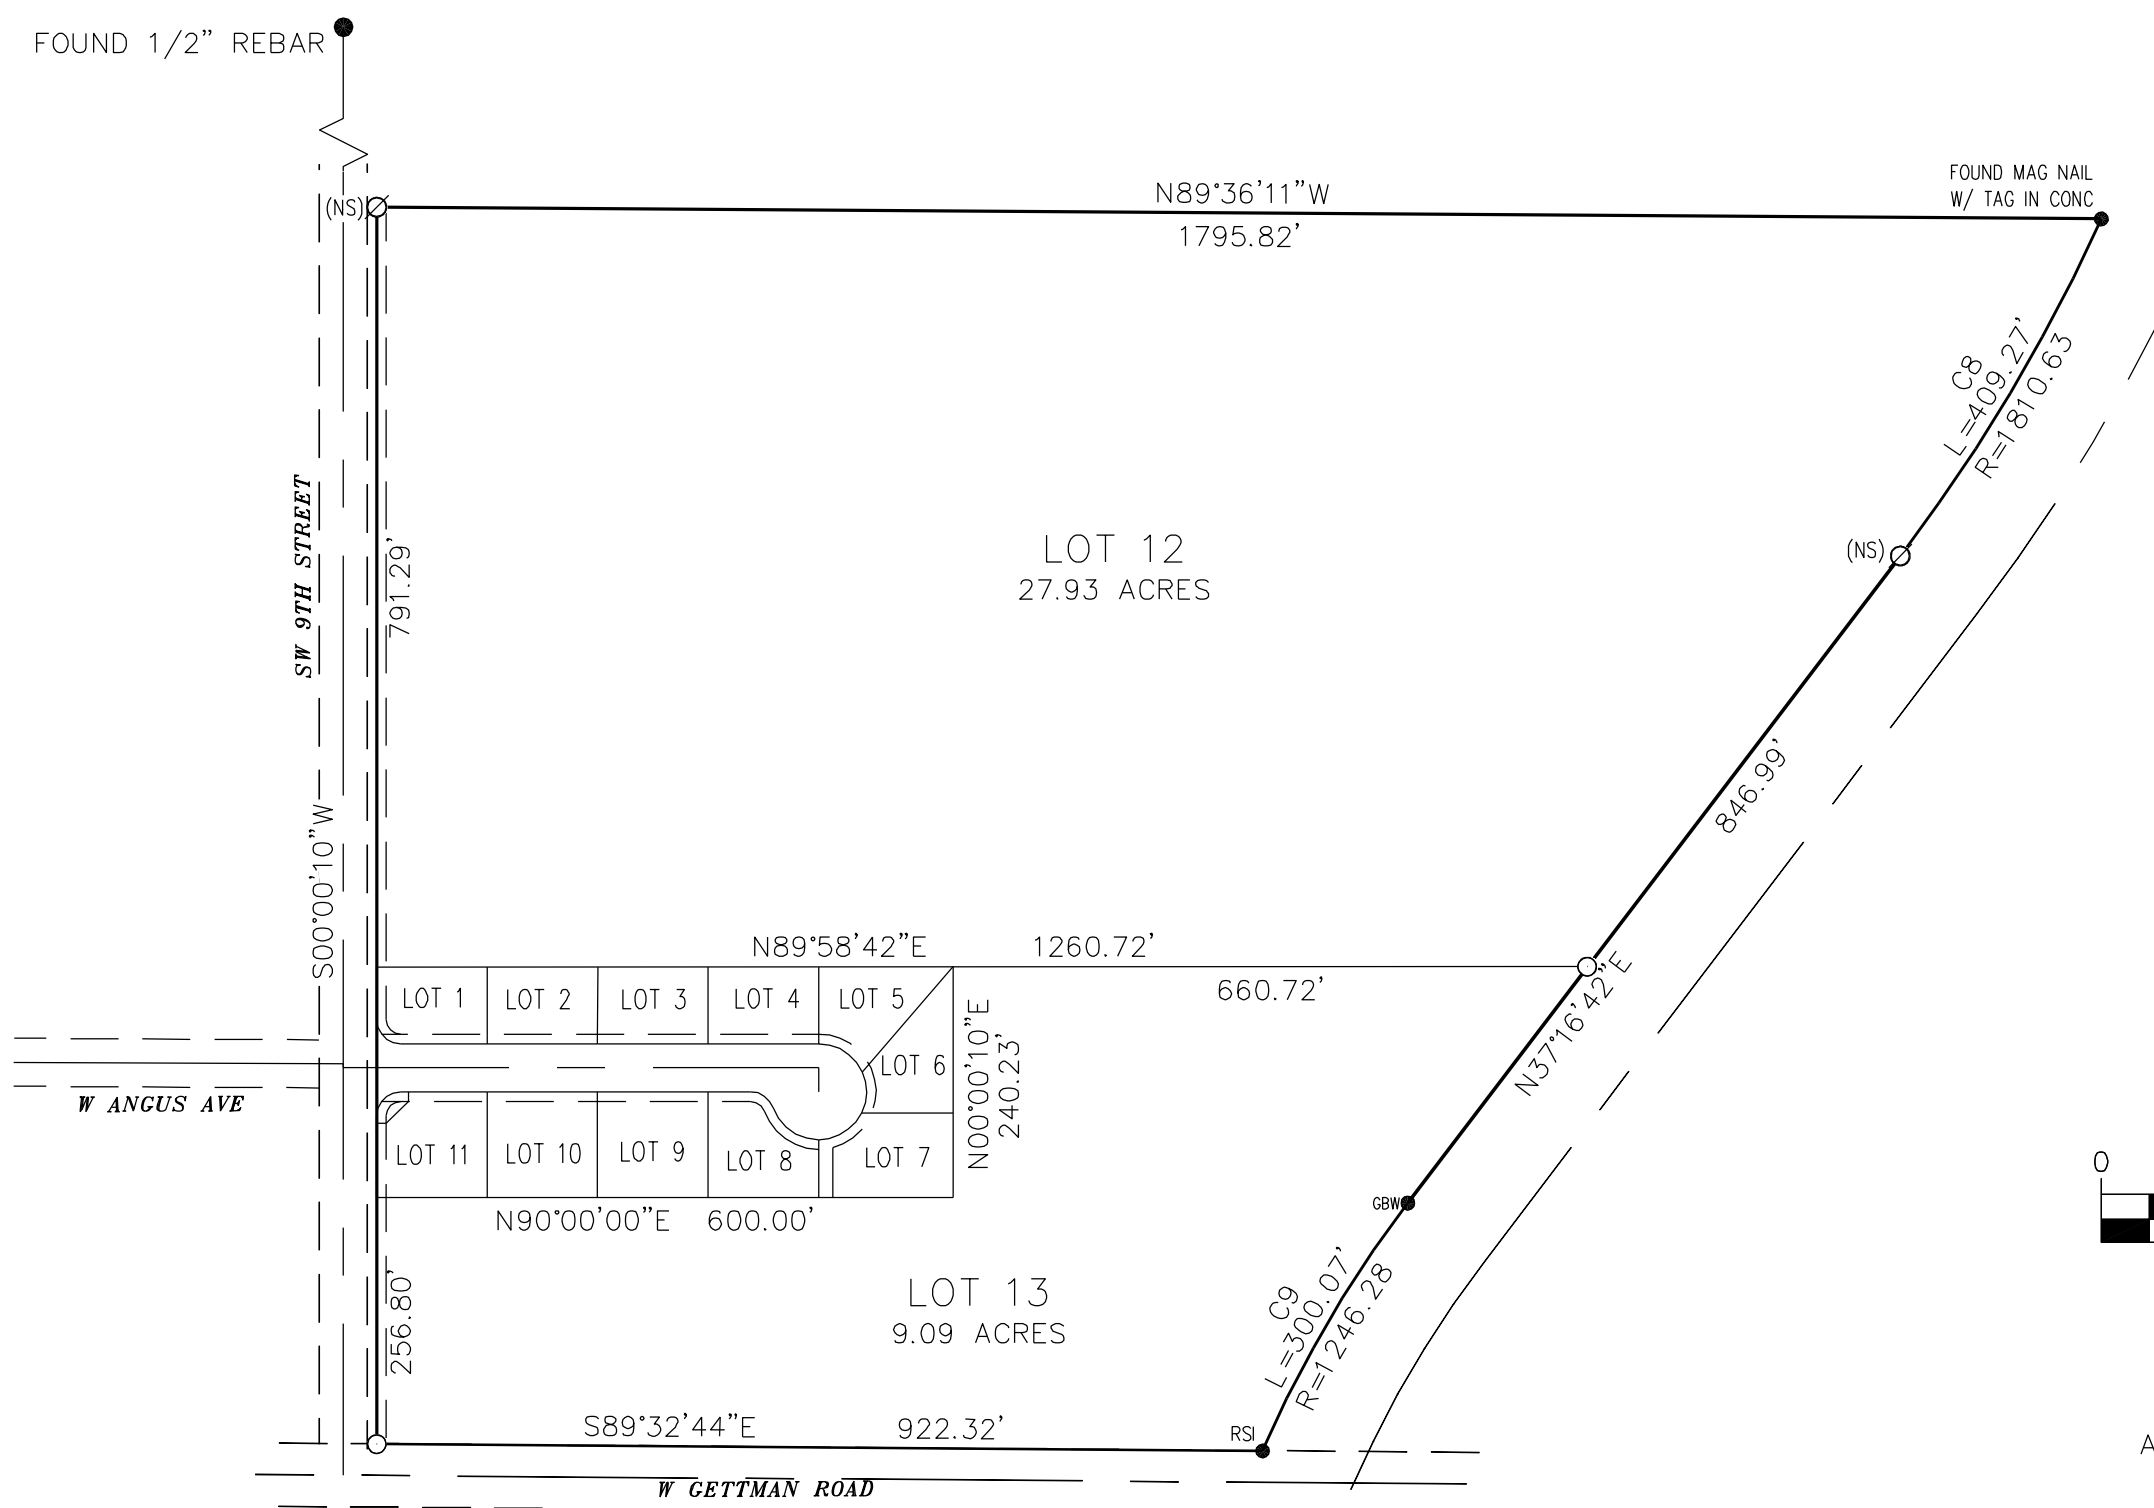 FOUND 1/2" REBAR
FOUND MAG NAIL
W/ TAG IN CONC
(NS)
N89°36'11"W
1795.82'
C8
L=409.27'
R=1810.63
SW 9TH STREET
791.29'
LOT 12
27.93 ACRES
(NS)
846.99'
S00°00'10"W
N89°58'42"E
1260.72'
660.72'
N37°16'42"E
LOT 1
LOT 2
LOT 3
LOT 4
LOT 5
LOT 6
N00°00'10"E
240.23'
W ANGUS AVE
LOT 11
LOT 10
LOT 9
LOT 8
LOT 7
0
GBW
N90°00'00"E 600.00'
256.80'
LOT 13
9.09 ACRES
C9
L=300.07'
R=1246.28
S89°32'44"E
922.32'
RSI
W GETTMAN ROAD